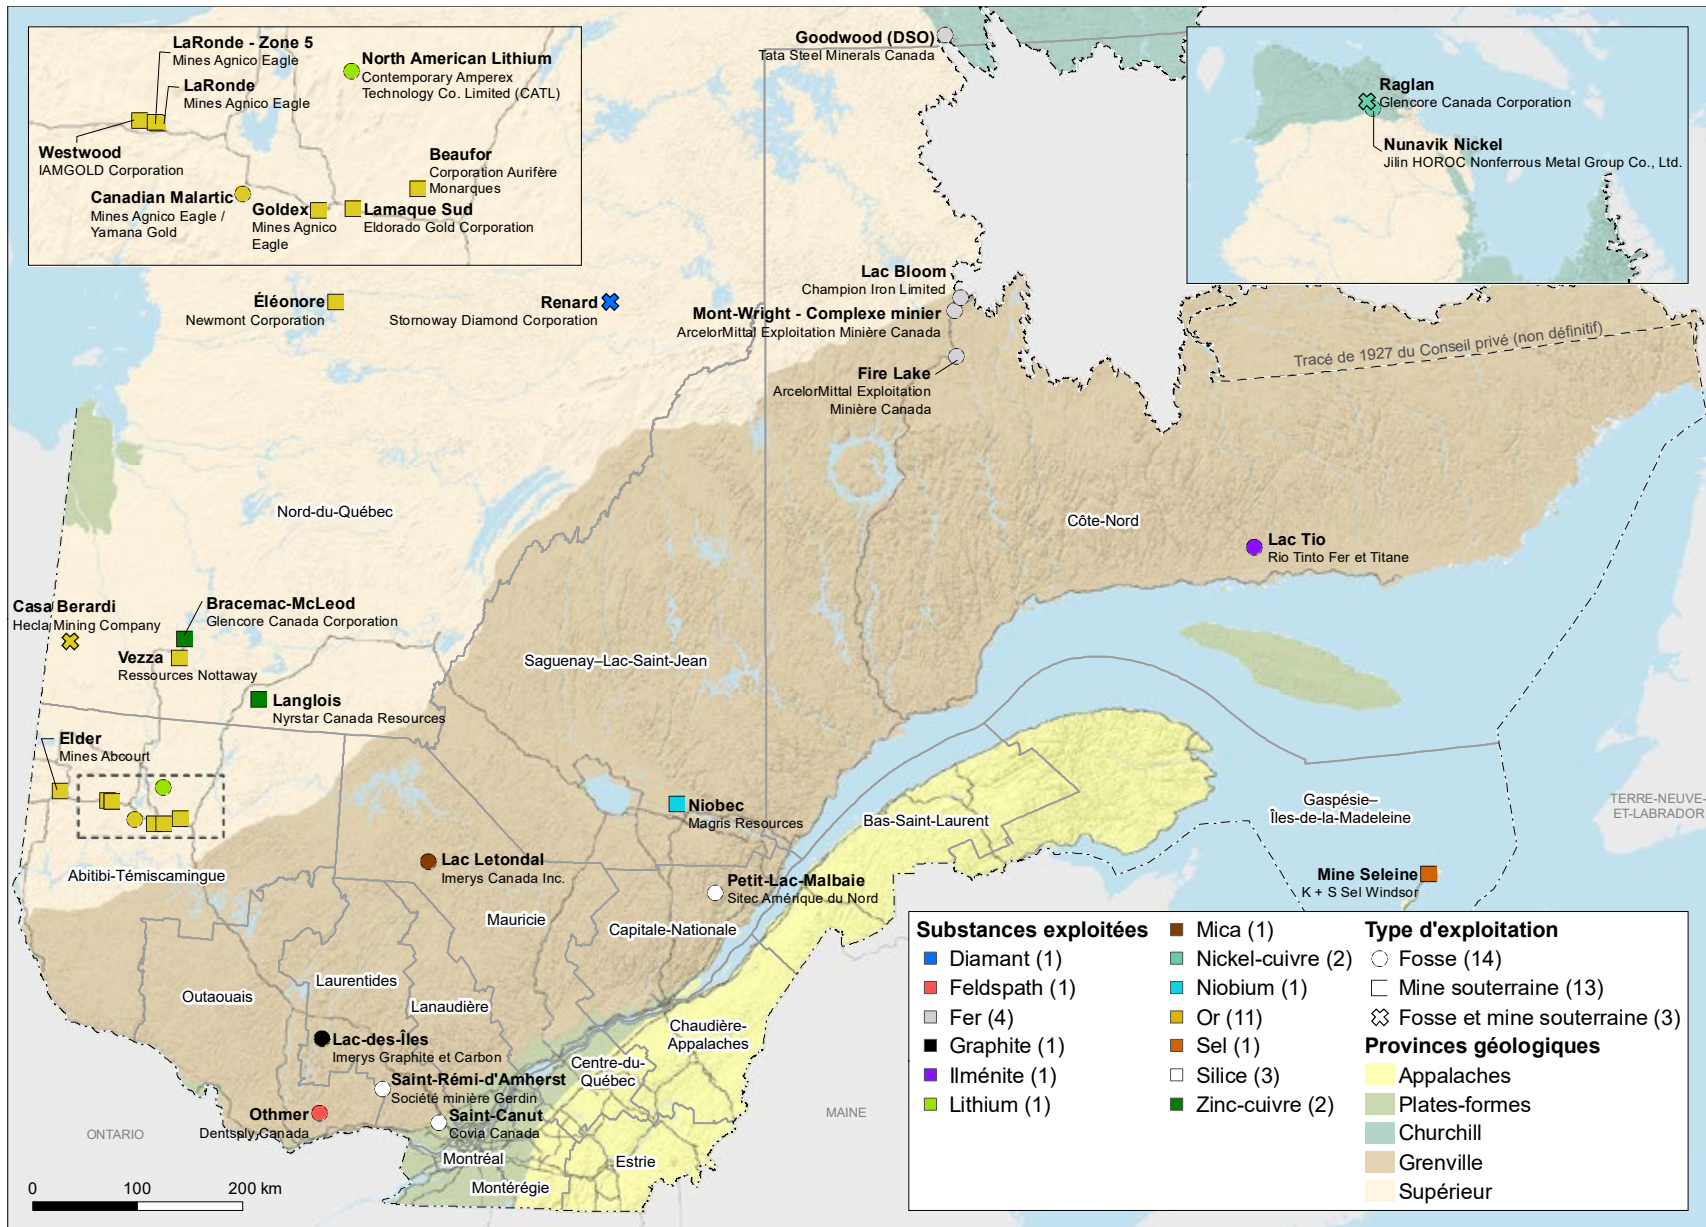 LaRonde - Zone 5
Mines Agnico Eagle
LaRonde
Mines Agnico Eagle
North American Lithium
Contemporary Amperex
Technology Co. Limited (CATL)
Westwood
IAMGOLD Corporation
Beaufor
Corporation Aurifère
Monarques
Canadian Malartic
Mines Agnico Eagle /
Yamana Gold
Goldex
Mines Agnico
Eagle
Lamaque Sud
Eldorado Gold Corporation
Goodwood (DSO)
Tata Steel Minerals Canada
Raglan
Glencore Canada Corporation
Nunavik Nickel
Jilin HOROC Nonferrous Metal Group Co., Ltd.
Éléonore
Newmont Corporation
Renard
Stornoway Diamond Corporation
Lac Bloom
Champion Iron Limited
Mont-Wright - Complexe minier
ArcelorMittal Exploitation Minière Canada
Fire Lake
ArcelorMittal Exploitation
Minière Canada
Tracé de 1927 du Conseil privé (non définitif)
Nord-du-Québec
Côte-Nord
Lac Tio
Rio Tinto Fer et Titane
Casa Berardi
Hecla Mining Company
Bracemac-McLeod
Glencore Canada Corporation
Vezza
Ressources Nottaway
Saguenay–Lac-Saint-Jean
Langlois
Nyrstar Canada Resources
Elder
Mines Abcourt
Niobec
Magris Resources
Bas-Saint-Laurent
Gaspésie–
Îles-de-la-Madeleine
TERRE-NEUVE-
ET-LABRADOR
Abitibi-Témiscamingue
Lac Letondal
Imerys Canada Inc.
Petit-Lac-Malbaie
Sitec Amérique du Nord
Mine Seleine
K + S Sel Windsor
Mauricie
Capitale-Nationale
Outaouais
Laurentides
Lanaudière
Chaudière-
Appalaches
Lac-des-Îles
Imerys Graphite et Carbon
Centre-du-
Québec
Saint-Rémi-d'Amherst
Société minière Gerdin
Othmer
Dentsply Canada
Saint-Canut
Covia Canada
ONTARIO
MAINE
Montréal
Estrie
Montérégie
0 100 200 km
Substances exploitées
Diamant (1)
Feldspath (1)
Fer (4)
Graphite (1)
Ilménite (1)
Lithium (1)
Mica (1)
Nickel-cuivre (2)
Niobium (1)
Or (11)
Sel (1)
Silice (3)
Zinc-cuivre (2)
Type d'exploitation
Fosse (14)
Mine souterraine (13)
Fosse et mine souterraine (3)
Provinces géologiques
Appalaches
Plates-formes
Churchill
Grenville
Supérieur